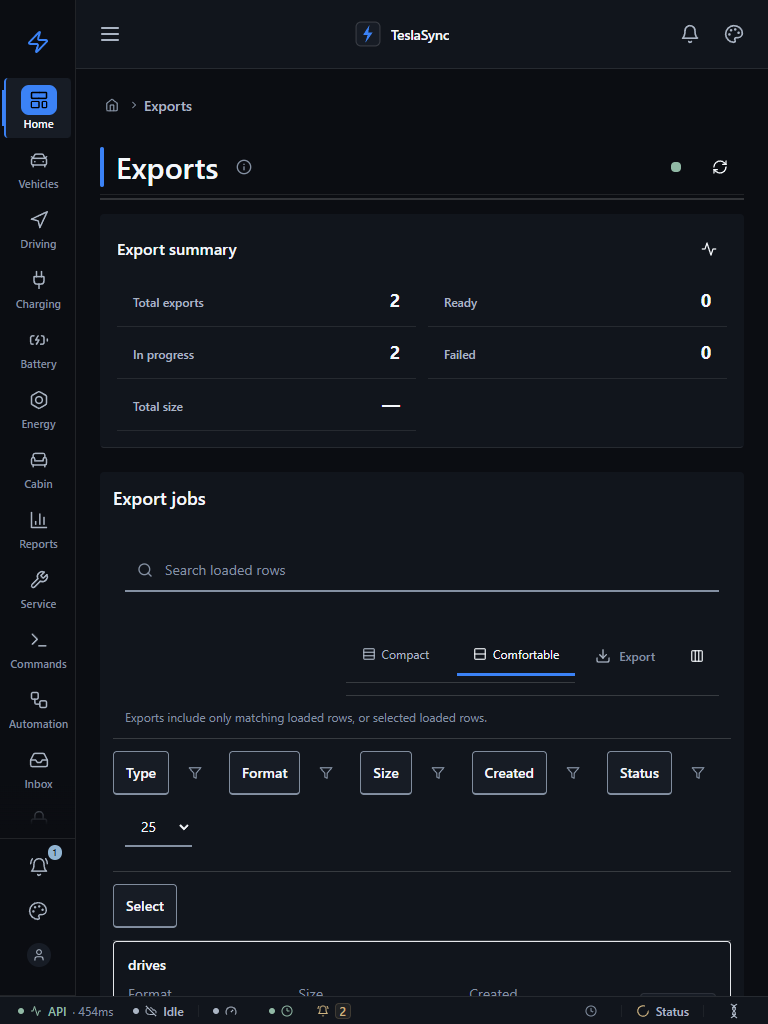 TeslaSync
Home
Vehicles
Driving
Charging
Battery
Energy
Cabin
Reports
Service
Commands
Automation
Inbox
1
Exports
Exports
Export summary
Total exports 2
Ready 0
In progress 2
Failed 0
Total size —
Export jobs
Search loaded rows
Compact Comfortable Export
Exports include only matching loaded rows, or selected loaded rows.
Type Format Size Created Status
25
Select
drives
Format Size Created
API · 454ms Idle 2 Status